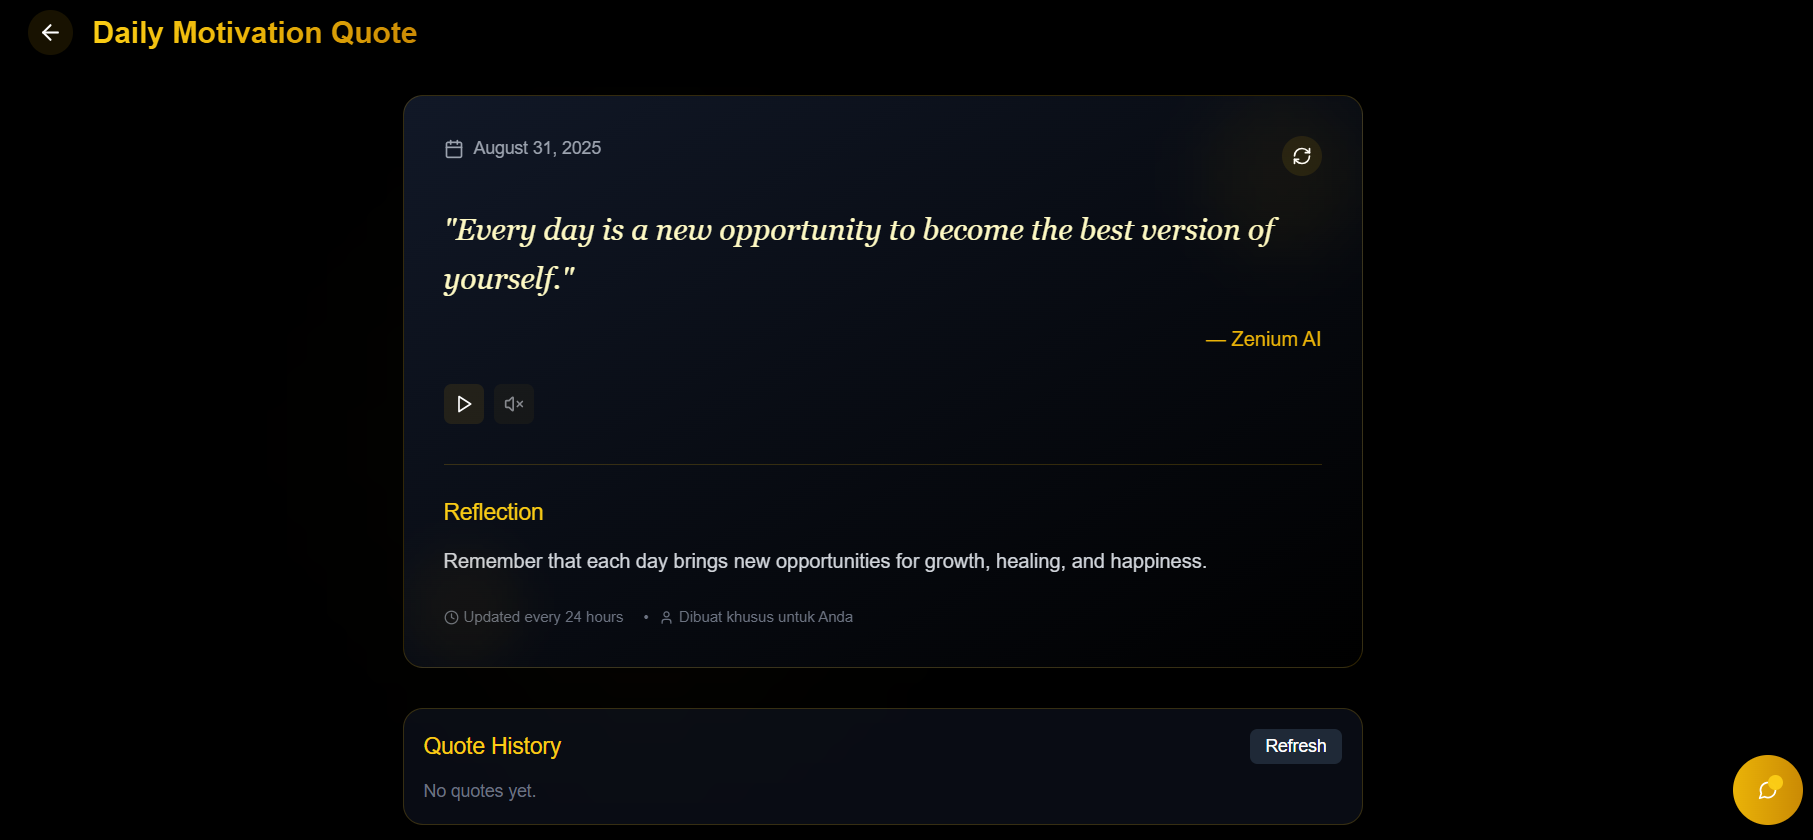 Daily Motivation Quote
August 31, 2025
"Every day is a new opportunity to become the best version of
yourself."
— Zenium AI
Reflection
Remember that each day brings new opportunities for growth, healing, and happiness.
Updated every 24 hours • Dibuat khusus untuk Anda
Quote History
Refresh
No quotes yet.